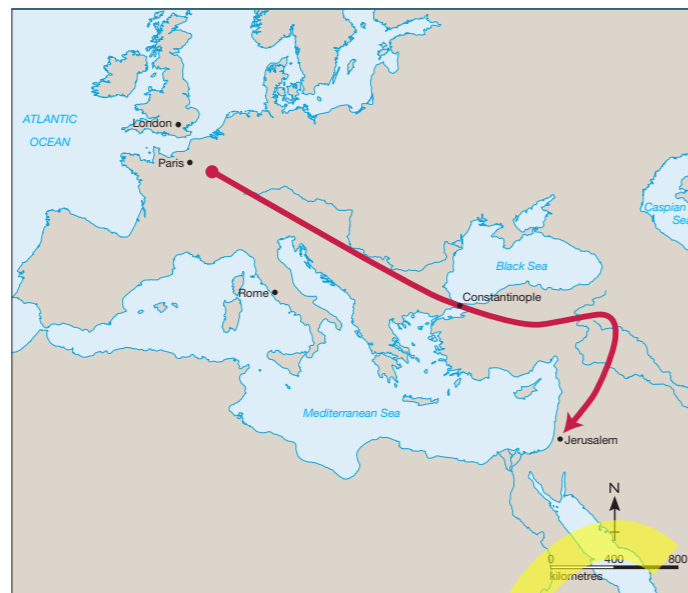 ATLANTIC
OCEAN
London
Paris
Caspian
Sea
Black Sea
Rome
Constantinople
Mediterranean Sea
Jerusalem
N
0 400 800
kilometres